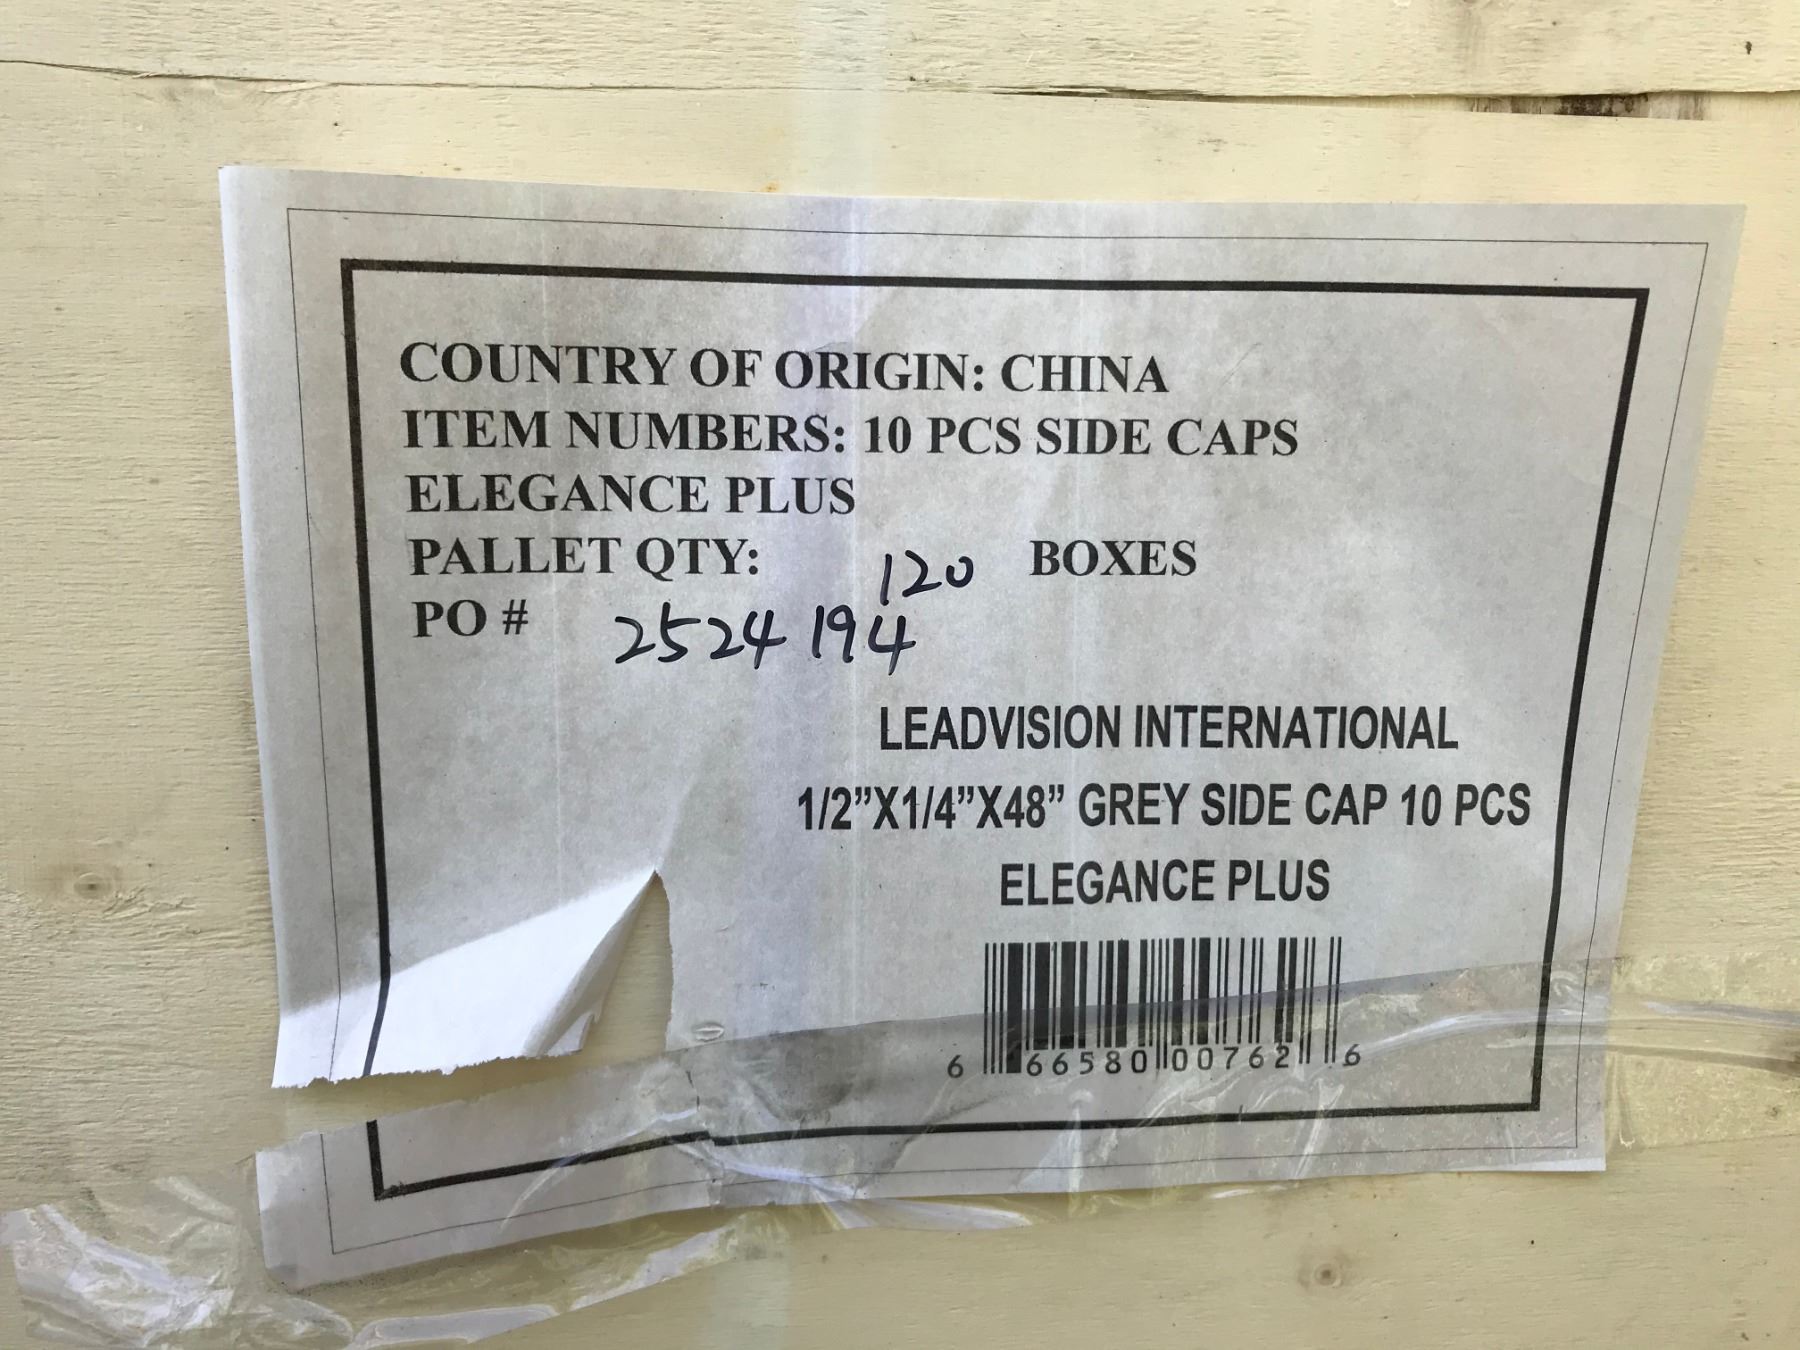 COUNTRY OF ORIGIN: CHINA
ITEM NUMBERS: 10 PCS SIDE CAPS
ELEGANCE PLUS
PALLET QTY: 120 BOXES
PO # 2524194
LEADVISION INTERNATIONAL
1/2”X1/4”X48” GREY SIDE CAP 10 PCS
ELEGANCE PLUS
6 66580 00762 6